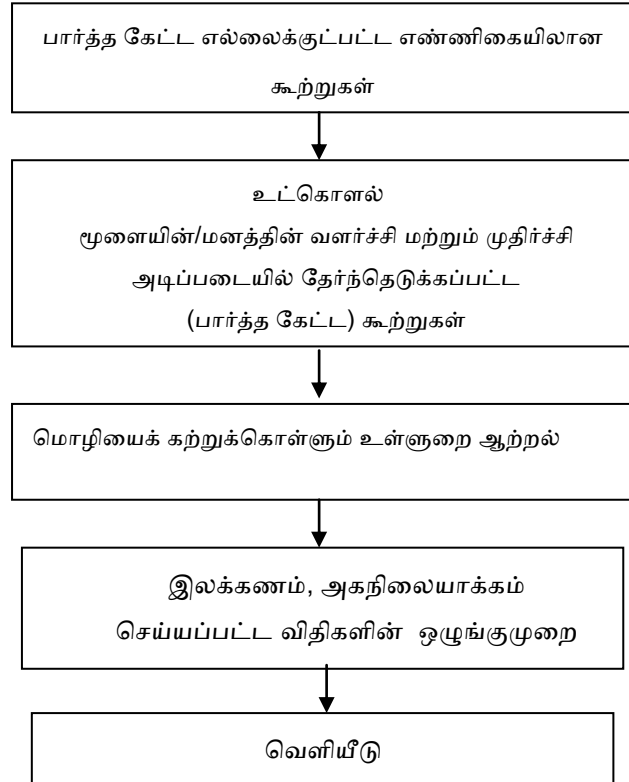 பார்த்த கேட்ட எல்லைக்குட்பட்ட எண்ணிகையிலான
கூற்றுகள்
உட்கொளல்
மூளையின்/மனத்தின் வளர்ச்சி மற்றும் முதிர்ச்சி
அடிப்படையில் தேர்ந்தெடுக்கப்பட்ட
(பார்த்த கேட்ட) கூற்றுகள்
மொழியைக் கற்றுக்கொள்ளும் உள்ளுறை ஆற்றல்
இலக்கணம், அகநிலையாக்கம்
செய்யப்பட்ட விதிகளின் ஒழுங்குமுறை
வெளியீடு